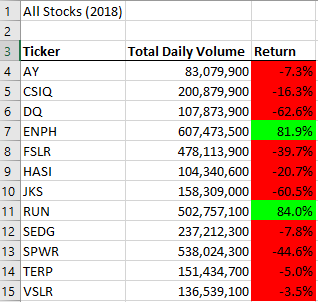 1 All Stocks (2018)
2
3 Ticker Total Daily Volume Return
4 AY 83,079,900 -7.3%
5 CSIQ 200,879,900 -16.3%
6 DQ 107,873,900 -62.6%
7 ENPH 607,473,500 81.9%
8 FSLR 478,113,900 -39.7%
9 HASI 104,340,600 -20.7%
10 JKS 158,309,000 -60.5%
11 RUN 502,757,100 84.0%
12 SEDG 237,212,300 -7.8%
13 SPWR 538,024,300 -44.6%
14 TERP 151,434,700 -5.0%
15 VSLR 136,539,100 -3.5%